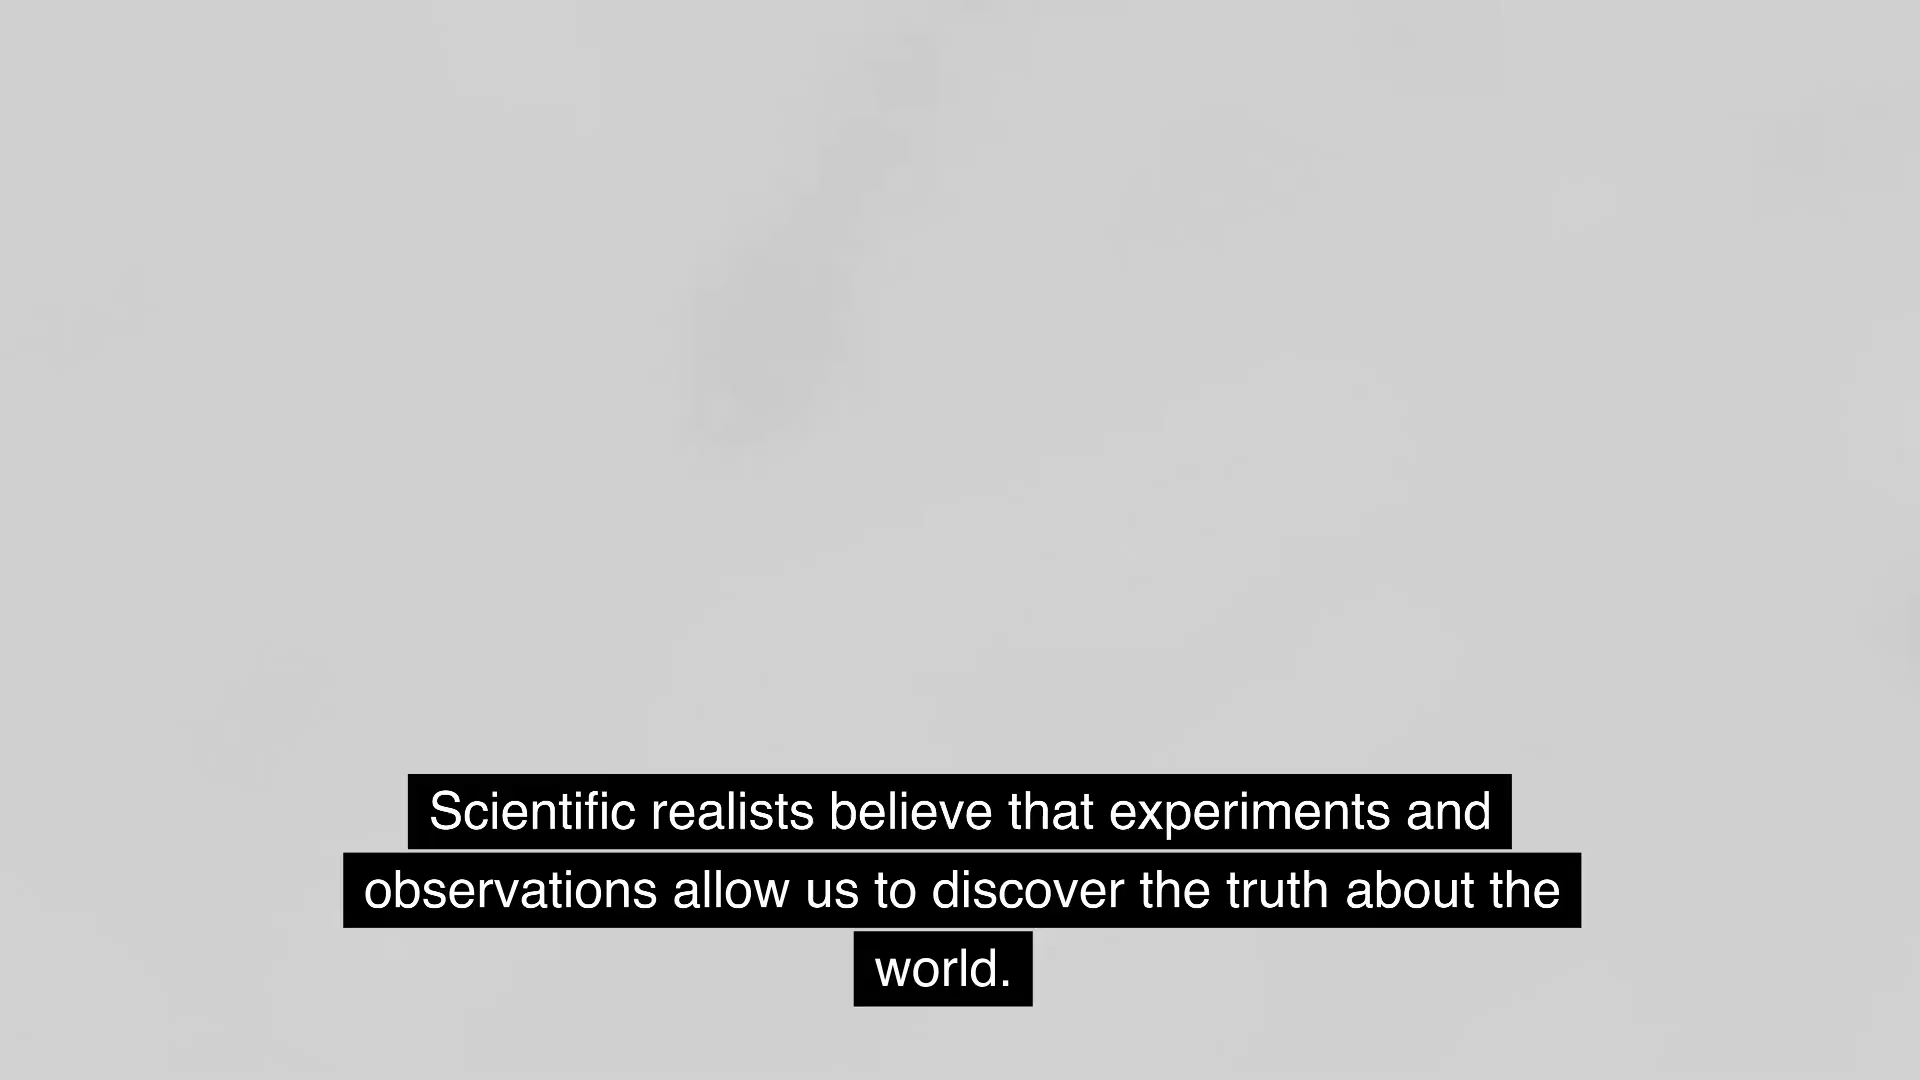 Scientific realists believe that experiments and
observations allow us to discover the truth about the
world.